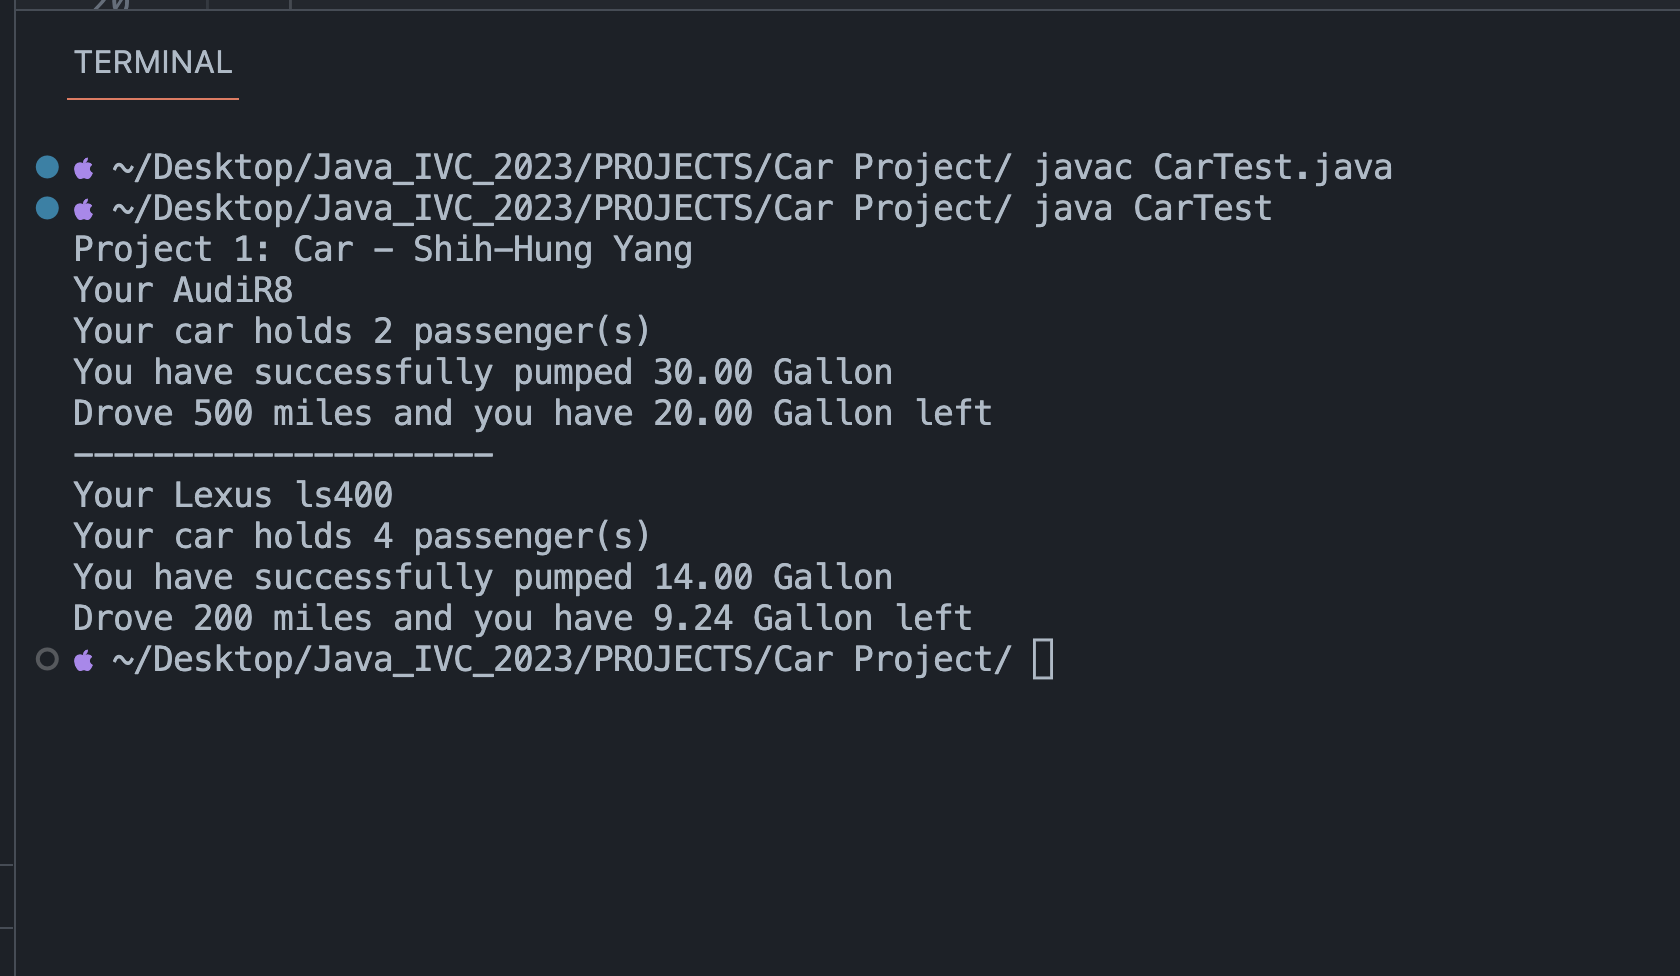 TERMINAL
~/Desktop/Java_IVC_2023/PROJECTS/Car Project/ javac CarTest.java
~/Desktop/Java_IVC_2023/PROJECTS/Car Project/ java CarTest
Project 1: Car - Shih-Hung Yang
Your AudiR8
Your car holds 2 passenger(s)
You have successfully pumped 30.00 Gallon
Drove 500 miles and you have 20.00 Gallon left
---------------------
Your Lexus ls400
Your car holds 4 passenger(s)
You have successfully pumped 14.00 Gallon
Drove 200 miles and you have 9.24 Gallon left
~/Desktop/Java_IVC_2023/PROJECTS/Car Project/